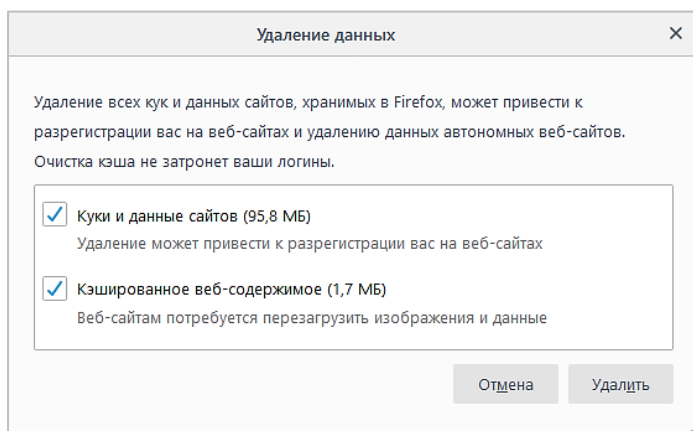 Удаление данных
Удаление всех кук и данных сайтов, хранимых в Firefox, может привести к
разрегистрации вас на веб-сайтах и удалению данных автономных веб-сайтов.
Очистка кэша не затронет ваши логины.
Куки и данные сайтов (95,8 МБ)
Удаление может привести к разрегистрации вас на веб-сайтах
Кэшированное веб-содержимое (1,7 МБ)
Веб-сайтам потребуется перезагрузить изображения и данные
Отмена Удалить